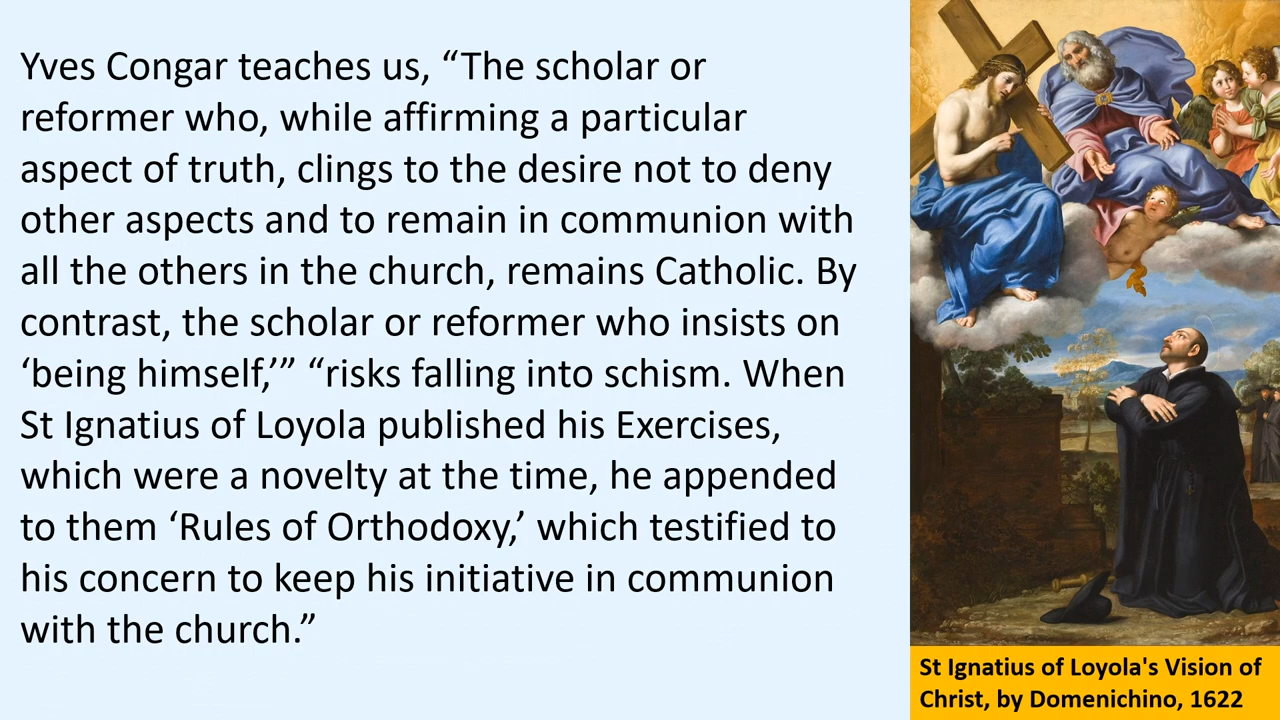 Yves Congar teaches us, “The scholar or
reformer who, while affirming a particular
aspect of truth, clings to the desire not to deny
other aspects and to remain in communion with
all the others in the church, remains Catholic. By
contrast, the scholar or reformer who insists on
‘being himself,’” “risks falling into schism. When
St Ignatius of Loyola published his Exercises,
which were a novelty at the time, he appended
to them ‘Rules of Orthodoxy,’ which testified to
his concern to keep his initiative in communion
with the church.”
St Ignatius of Loyola's Vision of
Christ, by Domenichino, 1622